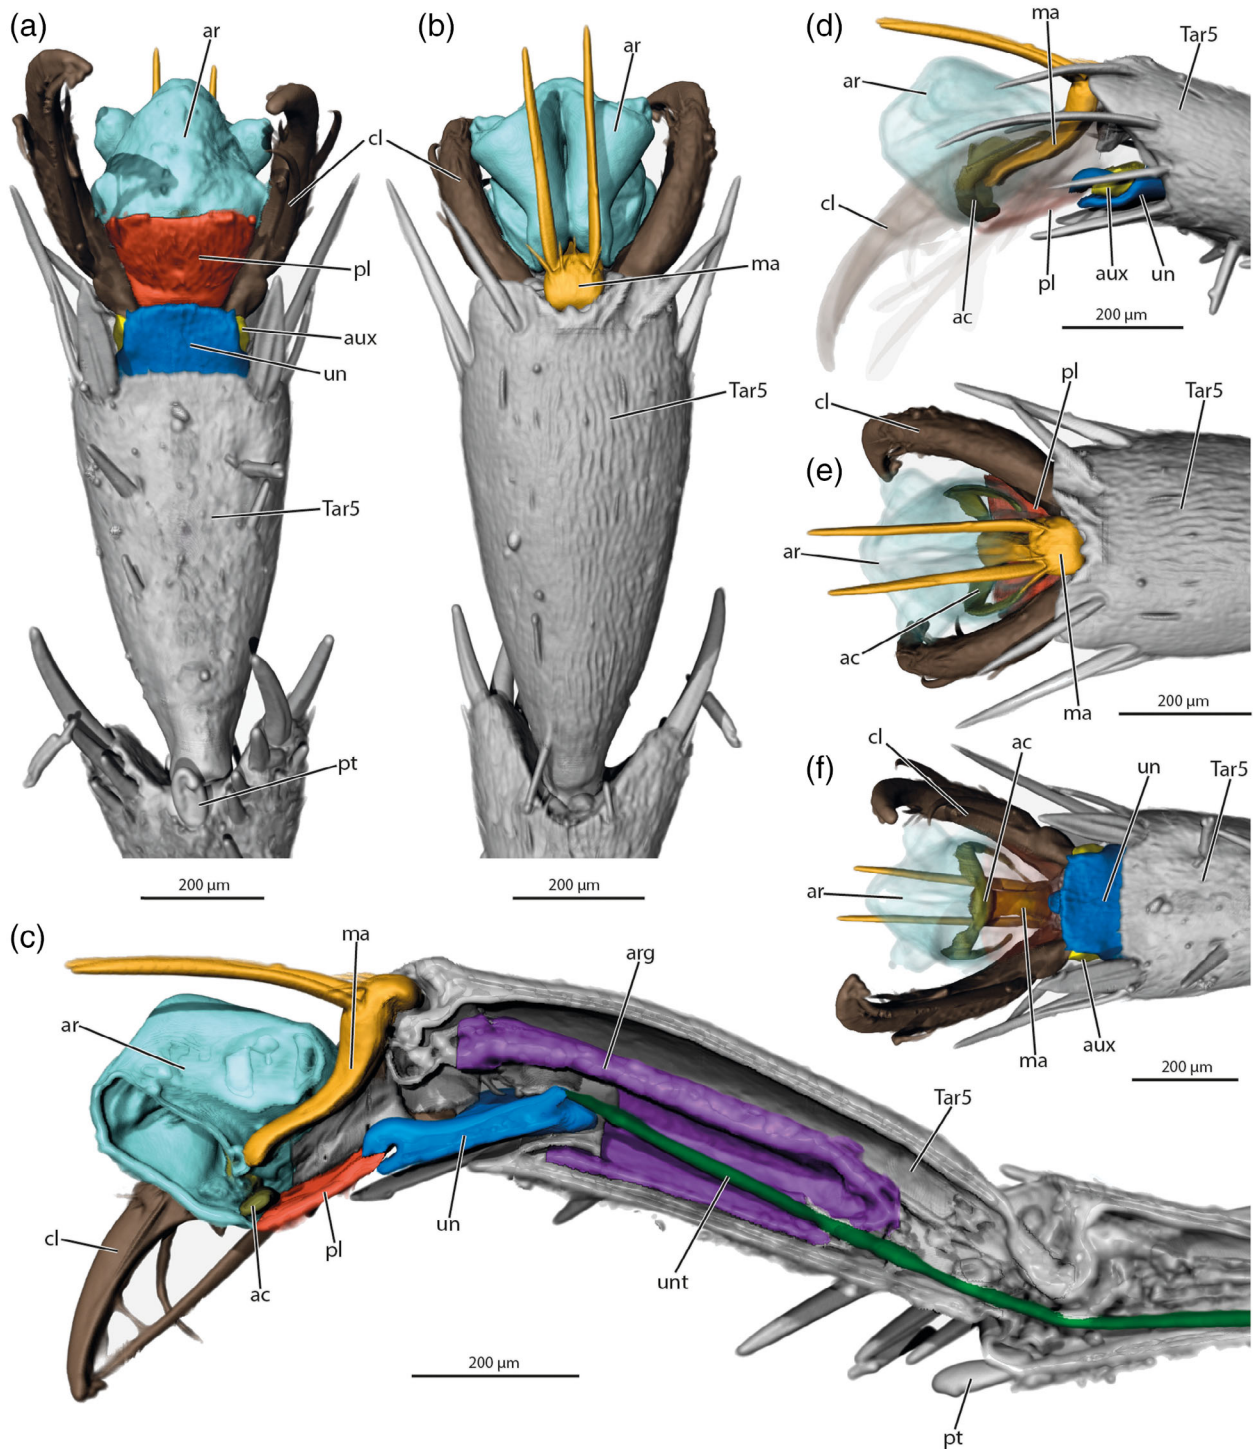 (a)
ar
cl
pl
aux
un
Tar5
pt
200 µm
(b)
ar
ma
Tar5
200 µm
(c)
ma
arg
ar
Tar5
cl
un
pl
ac
unt
200 µm
pt
(d)
ma
Tar5
ar
cl
aux
un
pl
ac
200 µm
(e)
pl
cl
Tar5
ar
ac
ma
200 µm
(f)
cl
ac
un
Tar5
ar
ma
aux
200 µm